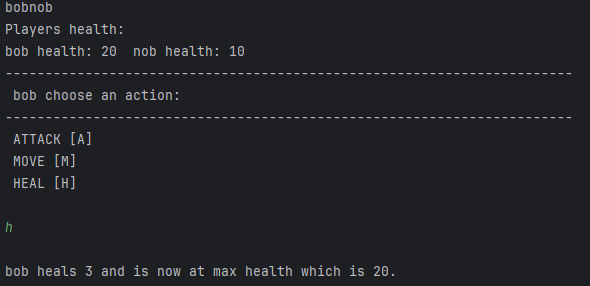 bobnob
Players health:
bob health: 20  nob health: 10
-----------------------------------------------------------------------
 bob choose an action:
-----------------------------------------------------------------------
 ATTACK [A]
 MOVE [M]
 HEAL [H]
h
bob heals 3 and is now at max health which is 20.